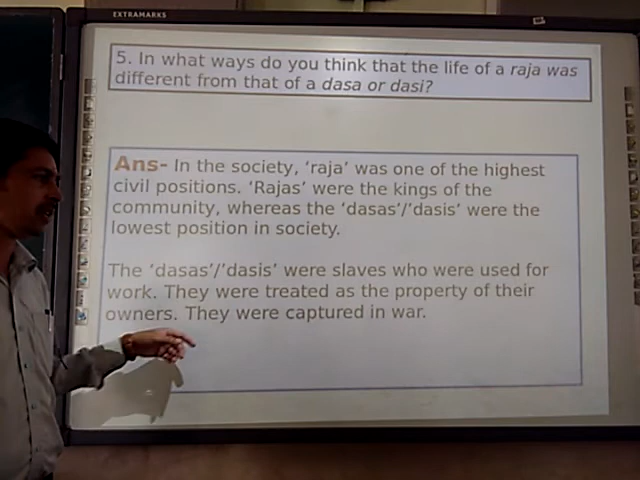 EXTRAMARKS
5. In what ways do you think that the life of a raja was
different from that of a dasa or dasi?
Ans- In the society, ‘raja’ was one of the highest
civil positions. ‘Rajas’ were the kings of the
community, whereas the ‘dasas’/‘dasis’ were the
lowest position in society.
The ‘dasas’/‘dasis’ were slaves who were used for
work. They were treated as the property of their
owners. They were captured in war.